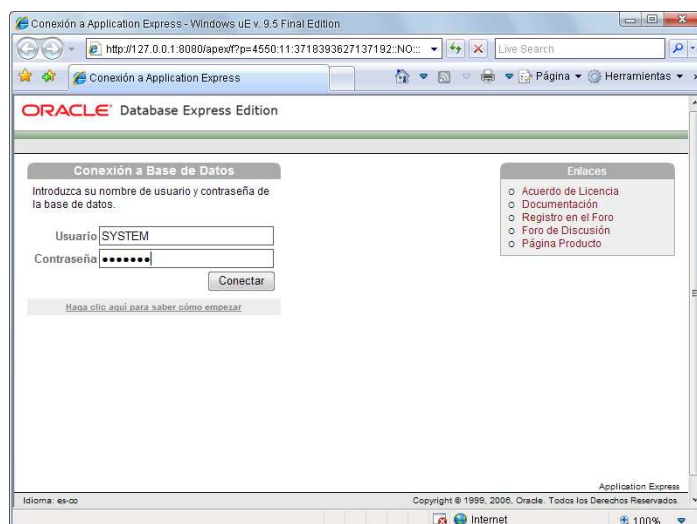 Conexión a Application Express - Windows uE v. 9.5 Final Edition
http://127.0.0.1:8080/apex/f?p=4550:11:3718393627137192::NO:::
Live Search
Conexión a Application Express
Página
Herramientas
ORACLE Database Express Edition
Conexión a Base de Datos
Introduzca su nombre de usuario y contraseña de
la base de datos.
Usuario SYSTEM
Contraseña •••••••
Conectar
Haga clic aquí para saber cómo empezar
Enlaces
Acuerdo de Licencia
Documentación
Registro en el Foro
Foro de Discusión
Página Producto
Application Express
Idioma: es-co
Copyright © 1999, 2006, Oracle. Todos los Derechos Reservados.
Internet
100%